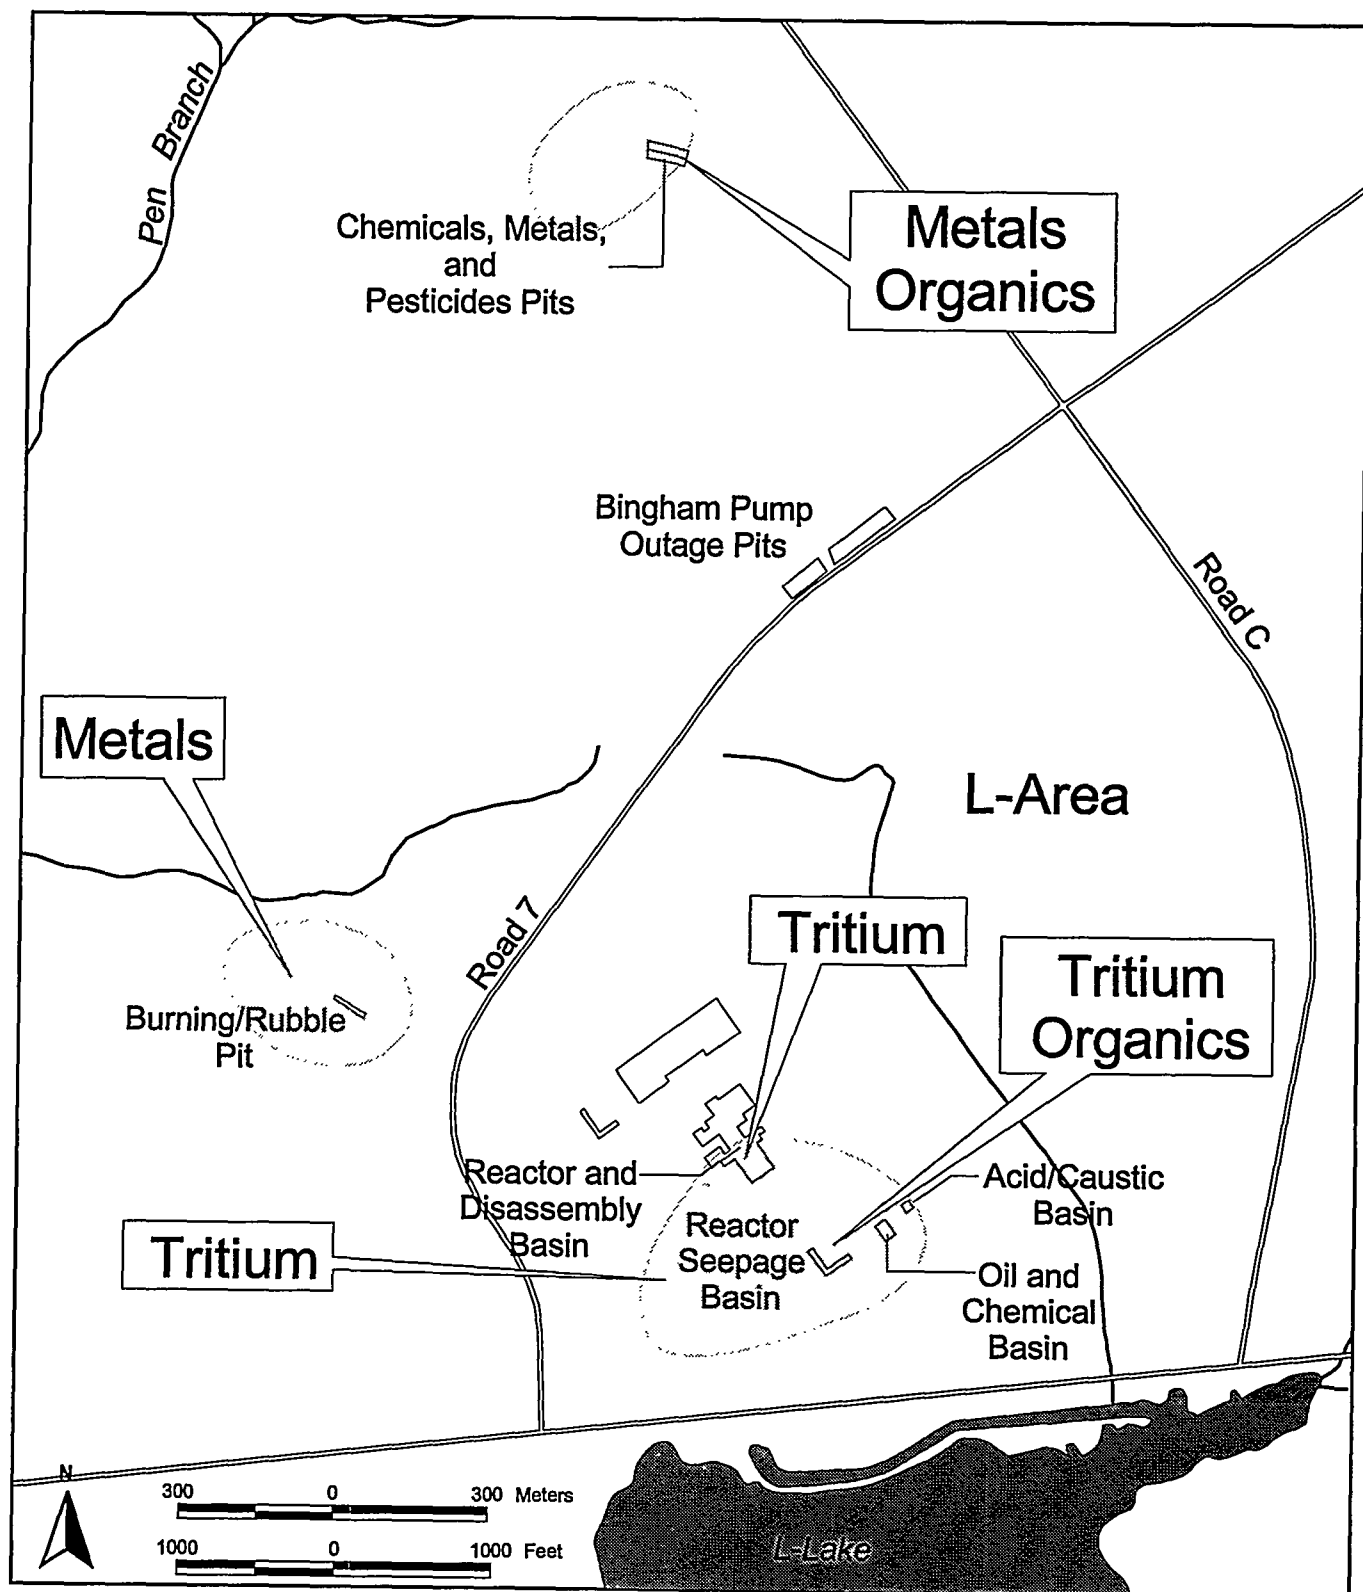 Pen Branch
Chemicals, Metals,
and
Pesticides Pits
Metals
Organics
Bingham Pump
Outage Pits
Road C
Metals
L-Area
Road 7
Tritium
Tritium
Organics
Burning/Rubble
Pit
Reactor and
Disassembly
Basin
Reactor
Seepage
Basin
Acid/Caustic
Basin
Tritium
Oil and
Chemical
Basin
N
300 0 300 Meters
1000 0 1000 Feet
L-Lake